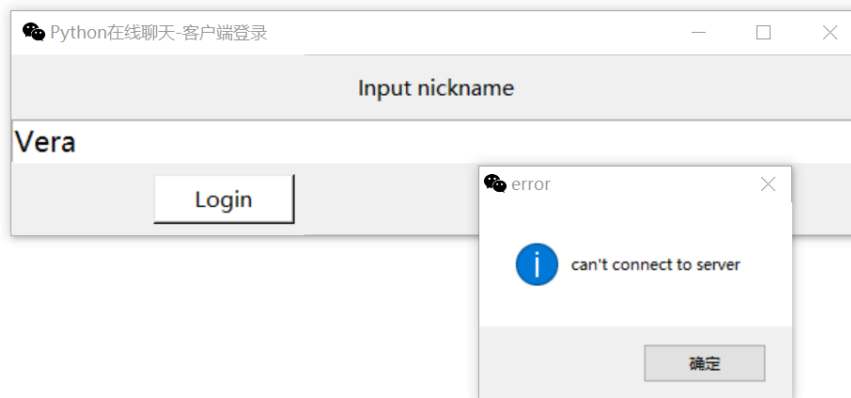 Python在线聊天-客户端登录
Input nickname
Vera
Login
error
can't connect to server
确定